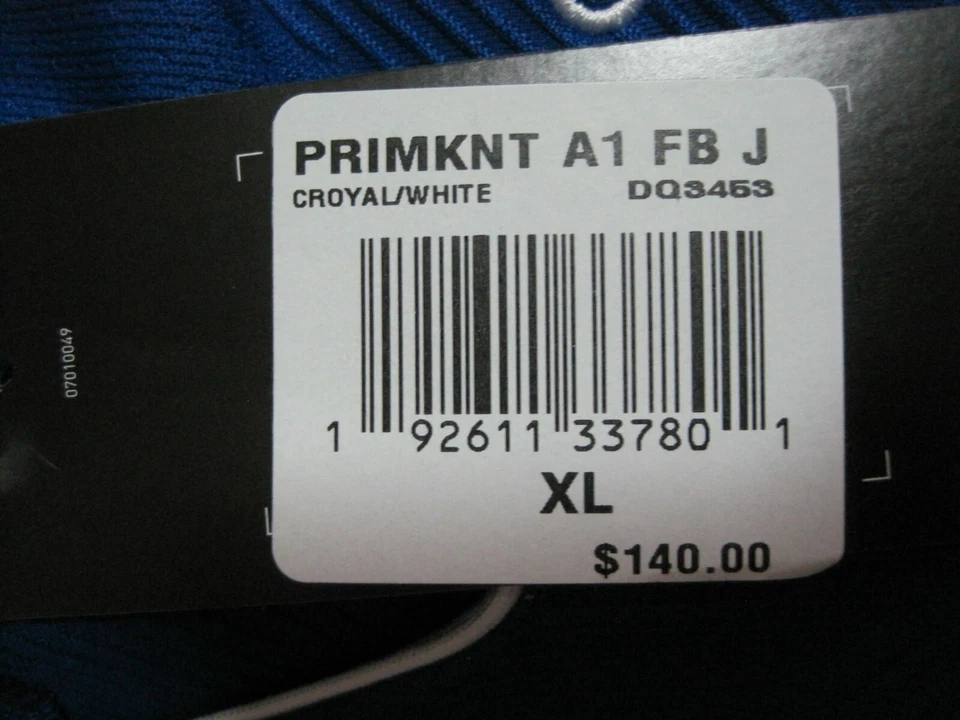 PRIMKNT A1 FB J
CROYAL/WHITE DQ3453
1 92611 33780 1
XL
$140.00
07010049